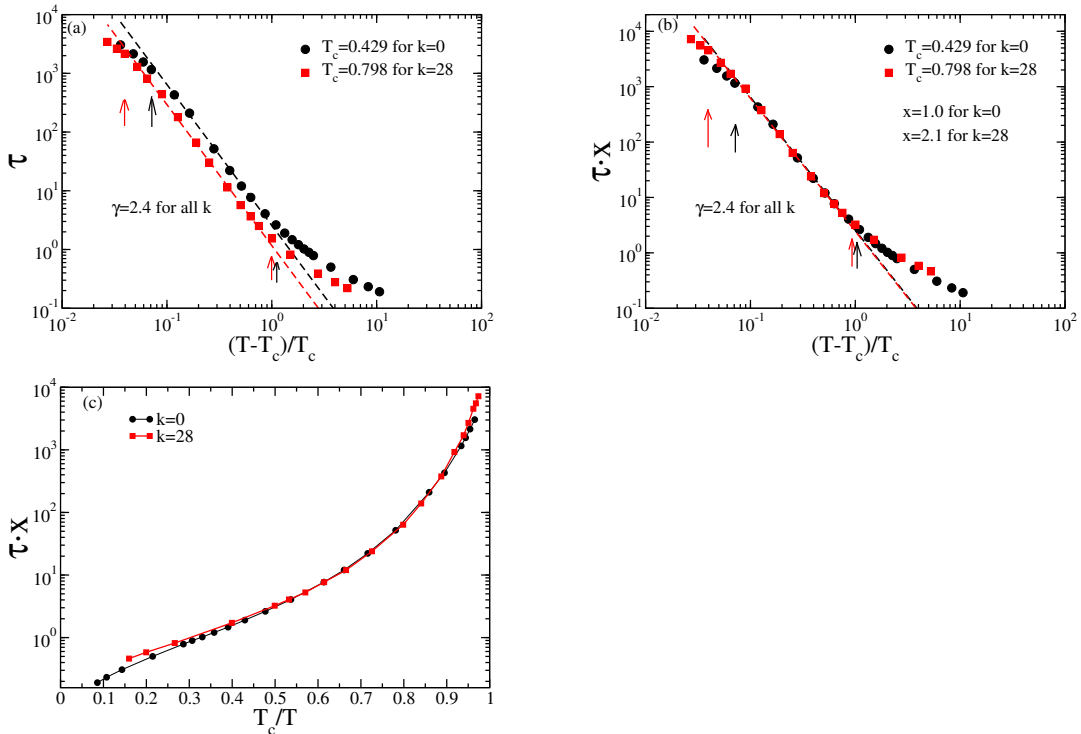 (a)
T_c=0.429 for k=0
T_c=0.798 for k=28
γ=2.4 for all k
τ
10^4
10^3
10^2
10^1
10^0
10^-1
10^-2
10^-1
10^0
10^1
10^2
(T-T_c)/T_c
(b)
T_c=0.429 for k=0
T_c=0.798 for k=28
x=1.0 for k=0
x=2.1 for k=28
γ=2.4 for all k
τ·x
10^4
10^3
10^2
10^1
10^0
10^-1
10^-2
10^-1
10^0
10^1
10^2
(T-T_c)/T_c
(c)
k=0
k=28
τ·x
10^4
10^3
10^2
10^1
10^0
0
0.1
0.2
0.3
0.4
0.5
0.6
0.7
0.8
0.9
1
T_c/T